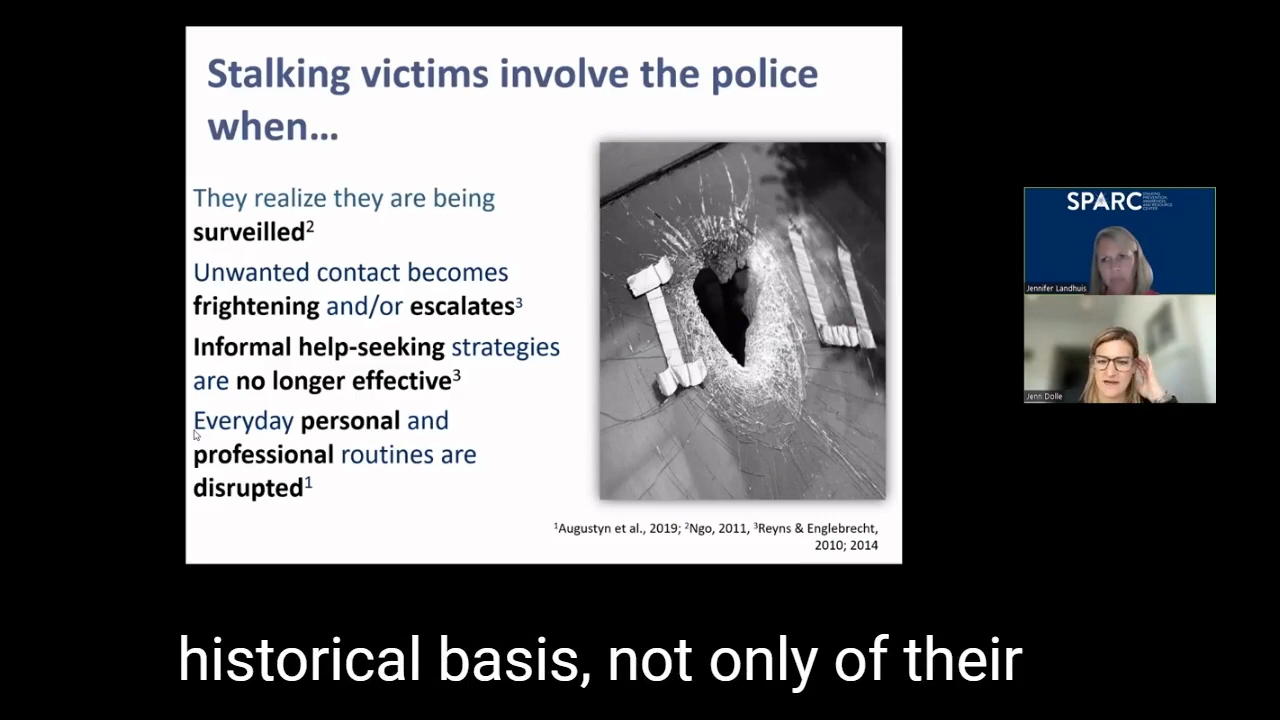 Stalking victims involve the police
when…
They realize they are being
surveilled²
Unwanted contact becomes
frightening and/or escalates³
Informal help-seeking strategies
are no longer effective³
Everyday personal and
professional routines are
disrupted¹
I U
¹Augustyn et al., 2019; ²Ngo, 2011, ³Reyns & Englebrecht,
2010; 2014
SPARC
Jennifer Landhuis
Jenn Dolle
historical basis, not only of their